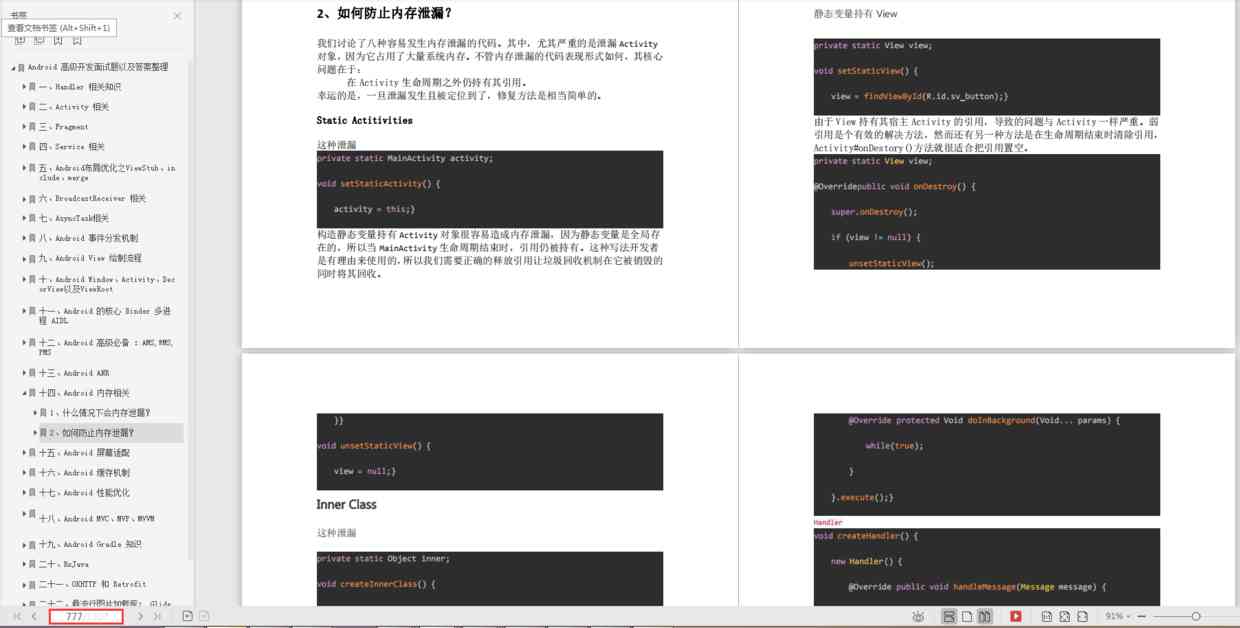 书签
查看文档书签 (Alt+Shift+1)
Android 高级开发面试题以及答案整理
一、Handler 相关知识
二、Activity 相关
三、Fragment
四、Service 相关
五、Android布局优化之ViewStub、in
clude、merge
六、BroadcastReceiver 相关
七、AsyncTask相关
八、Android 事件分发机制
九、Android View 绘制流程
十、Android Window、Activity、Dec
orView以及ViewRoot
十一、Android 的核心 Binder 多进
程 AIDL
十二、Android 高级必备 : AMS,WMS,
PMS
十三、Android ANR
十四、Android 内存相关
1、什么情况下会内存泄漏?
2、如何防止内存泄漏?
十五、Android 屏幕适配
十六、Android 缓存机制
十七、Android 性能优化
十八、Android MVC、MVP、MVVM
十九、Android Gradle 知识
二十、RxJava
二十一、OKHTTP 和 Retrofit
2、如何防止内存泄漏?
我们讨论了八种容易发生内存泄漏的代码。其中，尤其严重的是泄漏 Activity
对象，因为它占用了大量系统内存。不管内存泄漏的代码表现形式如何，其核心
问题在于：
在 Activity 生命周期之外仍持有其引用。
幸运的是，一旦泄漏发生且被定位到了，修复方法是相当简单的。
Static Actitivities
这种泄漏
private static MainActivity activity;
void setStaticActivity() {
activity = this;}
构造静态变量持有 Activity 对象很容易造成内存泄漏，因为静态变量是全局存
在的，所以当 MainActivity 生命周期结束时，引用仍被持有。这种写法开发者
是有理由来使用的，所以我们需要正确的释放引用让垃圾回收机制在它被销毁的
同时将其回收。
静态变量持有 View
private static View view;
void setStaticView() {
view = findViewById(R.id.sv_button);}
由于 View 持有其宿主 Activity 的引用，导致的问题与 Activity 一样严重。弱
引用是个有效的解决方法，然而还有另一种方法是在生命周期结束时清除引用，
Activity#onDestory()方法就很适合把引用置空。
private static View view;
@Overridepublic void onDestroy() {
super.onDestroy();
if (view != null) {
unsetStaticView();
}}
void unsetStaticView() {
view = null;}
Inner Class
这种泄漏
private static Object inner;
void createInnerClass() {
@Override protected Void doInBackground(Void... params) {
while(true);
}
}.execute();}
Handler
void createHandler() {
new Handler() {
@Override public void handleMessage(Message message) {
777
91%